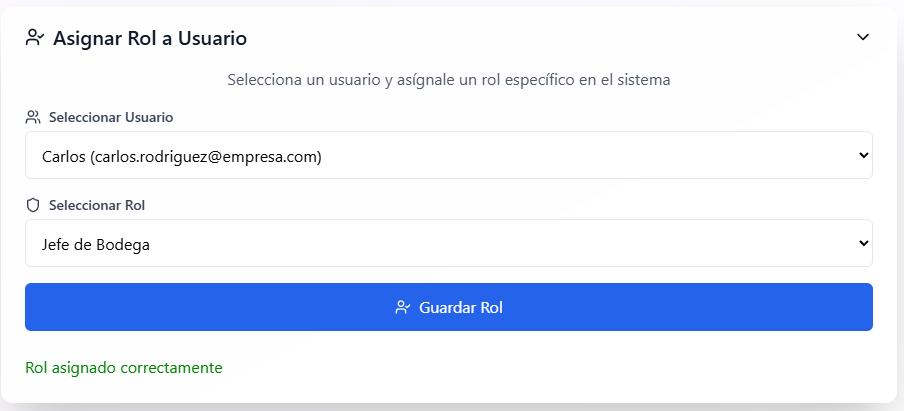 Asignar Rol a Usuario
Selecciona un usuario y asígnale un rol específico en el sistema
Seleccionar Usuario
Carlos (carlos.rodriguez@empresa.com)
Seleccionar Rol
Jefe de Bodega
Guardar Rol
Rol asignado correctamente